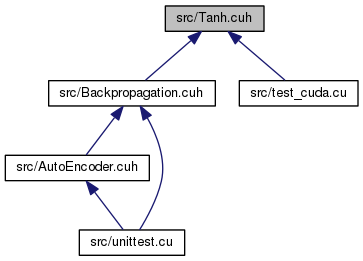 src/Tanh.cuh
src/Backpropagation.cuh
src/test_cuda.cu
src/AutoEncoder.cuh
src/unittest.cu